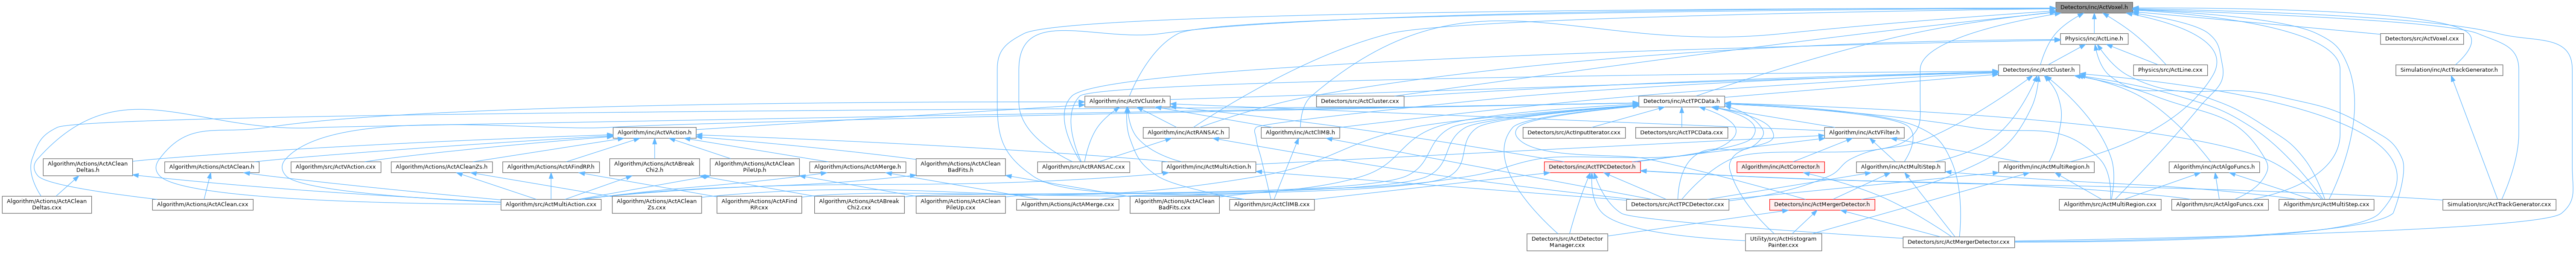 Detectors/inc/ActVoxel.h
Physics/inc/ActLine.h
Detectors/src/ActVoxel.cxx
Detectors/inc/ActCluster.h
Physics/src/ActLine.cxx
Simulation/inc/ActTrackGenerator.h
Algorithm/inc/ActVCluster.h
Detectors/src/ActCluster.cxx
Detectors/inc/ActTPCData.h
Algorithm/inc/ActVAction.h
Algorithm/inc/ActRANSAC.h
Algorithm/inc/ActCliMB.h
Detectors/src/ActInputIterator.cxx
Detectors/src/ActTPCData.cxx
Algorithm/inc/ActVFilter.h
Algorithm/Actions/ActAClean
Deltas.h
Algorithm/Actions/ActAClean.h
Algorithm/src/ActVAction.cxx
Algorithm/Actions/ActACleanZs.h
Algorithm/Actions/ActAFindRP.h
Algorithm/Actions/ActABreak
Chi2.h
Algorithm/Actions/ActAClean
PileUp.h
Algorithm/Actions/ActAMerge.h
Algorithm/Actions/ActAClean
BadFits.h
Algorithm/src/ActRANSAC.cxx
Algorithm/inc/ActMultiAction.h
Detectors/inc/ActTPCDetector.h
Algorithm/inc/ActCorrector.h
Algorithm/inc/ActMultiStep.h
Algorithm/inc/ActMultiRegion.h
Algorithm/inc/ActAlgoFuncs.h
Algorithm/Actions/ActAClean
Deltas.cxx
Algorithm/Actions/ActAClean.cxx
Algorithm/src/ActMultiAction.cxx
Algorithm/Actions/ActAClean
Zs.cxx
Algorithm/Actions/ActAFind
RP.cxx
Algorithm/Actions/ActABreak
Chi2.cxx
Algorithm/Actions/ActAClean
PileUp.cxx
Algorithm/Actions/ActAMerge.cxx
Algorithm/Actions/ActAClean
BadFits.cxx
Algorithm/src/ActCliMB.cxx
Detectors/src/ActTPCDetector.cxx
Detectors/inc/ActMergerDetector.h
Algorithm/src/ActMultiRegion.cxx
Algorithm/src/ActAlgoFuncs.cxx
Algorithm/src/ActMultiStep.cxx
Simulation/src/ActTrackGenerator.cxx
Detectors/src/ActDetector
Manager.cxx
Utility/src/ActHistogram
Painter.cxx
Detectors/src/ActMergerDetector.cxx